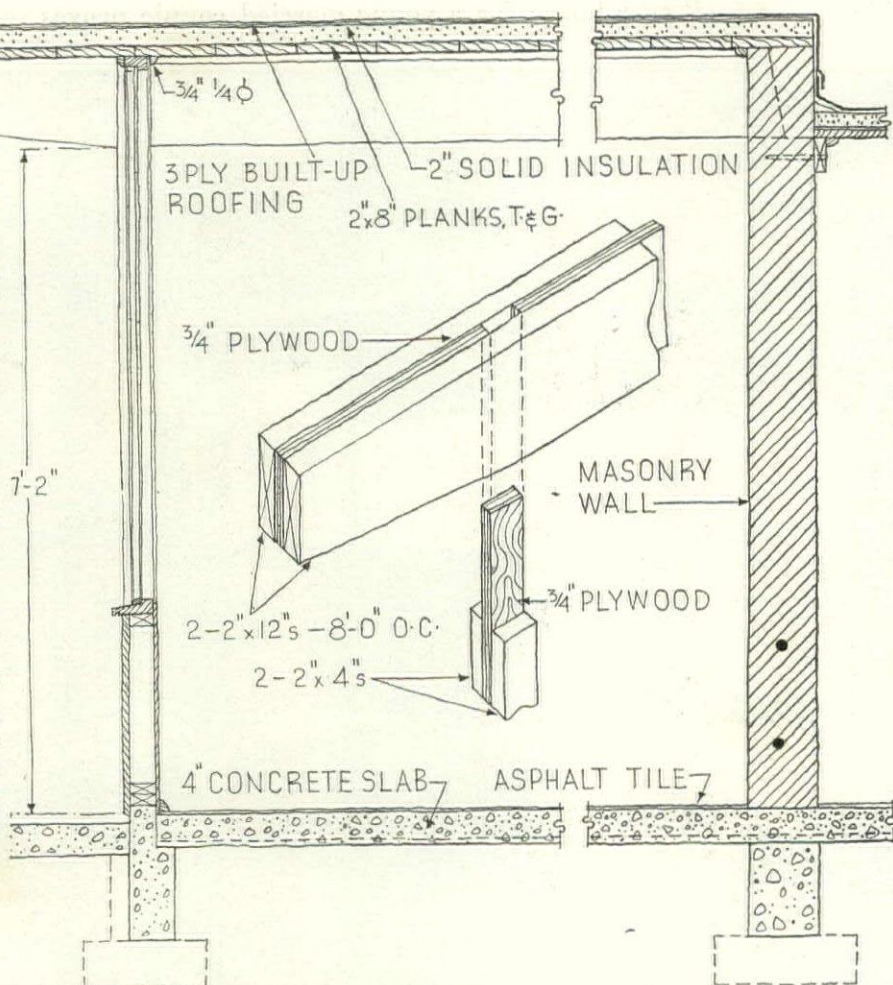 3/4" 1/4 ϕ
3 PLY BUILT-UP
ROOFING
2" SOLID INSULATION
2"x8" PLANKS, T.&G.
3/4" PLYWOOD
7'-2"
MASONRY
WALL
3/4" PLYWOOD
2-2"x12"s-8'-0" O.C.
2-2"x4"s
4" CONCRETE SLAB
ASPHALT TILE